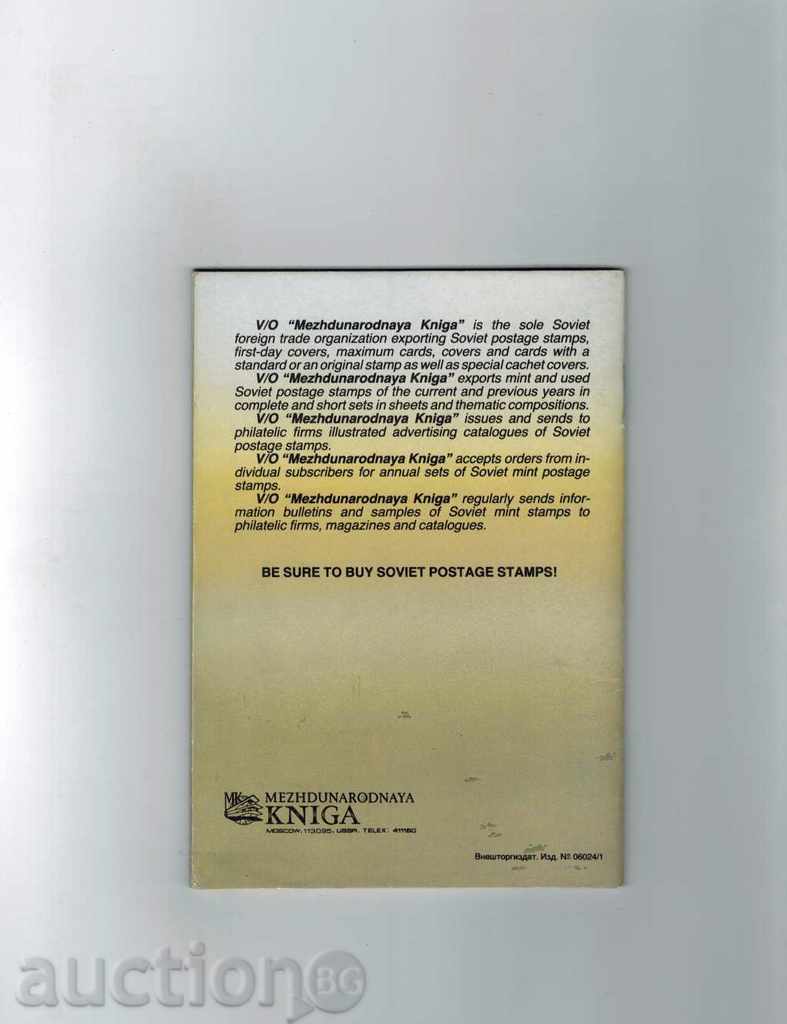 V/O "Mezhdunarodnaya Kniga" is the sole Soviet
foreign trade organization exporting Soviet postage stamps,
first-day covers, maximum cards, covers and cards with a
standard or an original stamp as well as special cachet covers.
V/O "Mezhdunarodnaya Kniga" exports mint and used
Soviet postage stamps of the current and previous years in
complete and short sets in sheets and thematic compositions.
V/O "Mezhdunarodnaya Kniga" issues and sends to
philatelic firms illustrated advertising catalogues of Soviet
postage stamps.
V/O "Mezhdunarodnaya Kniga" accepts orders from in-
dividual subscribers for annual sets of Soviet mint postage
stamps.
V/O "Mezhdunarodnaya Kniga" regularly sends infor-
mation bulletins and samples of Soviet mint stamps to
philatelic firms, magazines and catalogues.
BE SURE TO BUY SOVIET POSTAGE STAMPS!
MK MEZHDUNARODNAYA
KNIGA
MOSCOW, 113095, USSR, TELEX: 411160
Внешторгиздат. Изд. № 06024/1
auction BG